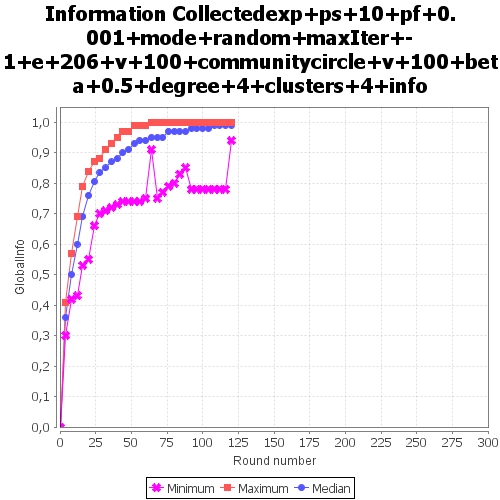 Information Collectedexp+ps+10+pf+0.
001+mode+random+maxIter+-
1+e+206+v+100+communitycircle+v+100+bet
a+0.5+degree+4+clusters+4+info
GlobalInfo
1,0
0,9
0,8
0,7
0,6
0,5
0,4
0,3
0,2
0,1
0,0
0 25 50 75 100 125 150 175 200 225 250 275 300
Round number
Minimum Maximum Median